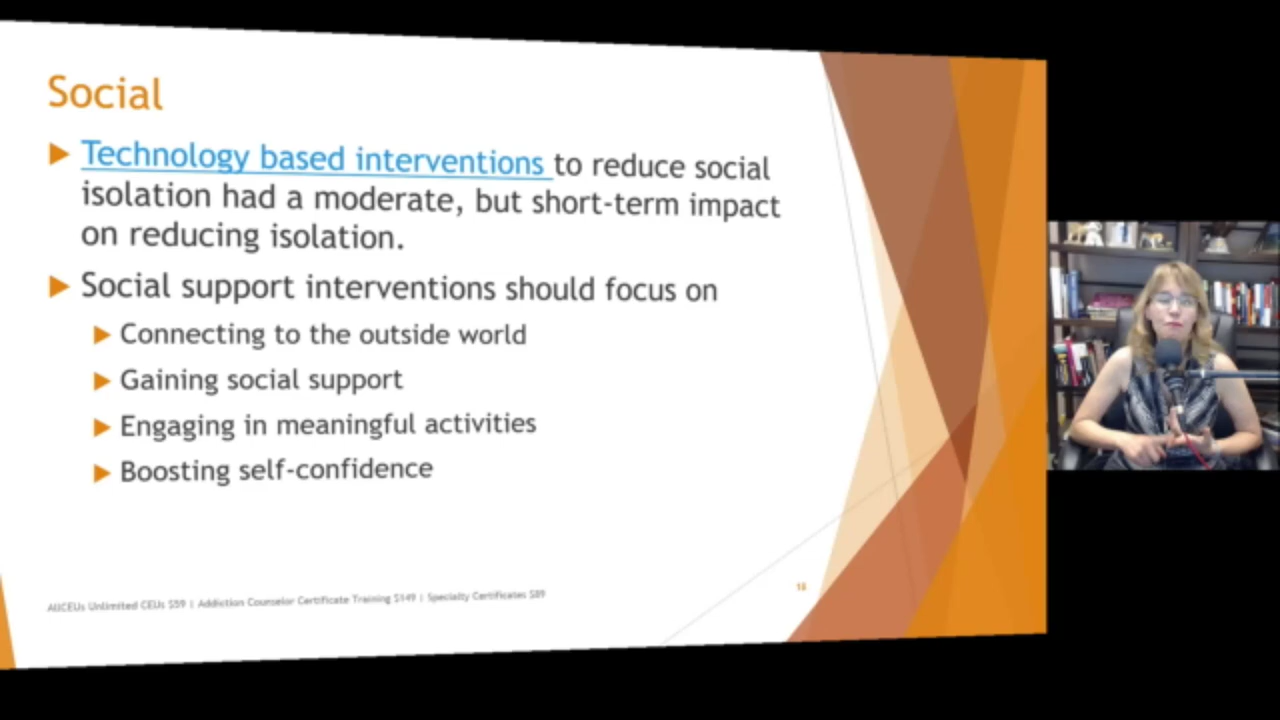 Social
Technology based interventions to reduce social
isolation had a moderate, but short-term impact
on reducing isolation.
Social support interventions should focus on
Connecting to the outside world
Gaining social support
Engaging in meaningful activities
Boosting self-confidence
AllCEUs Unlimited CEUs $59 | Addiction Counselor Certificate Training $149 | Specialty Certificates $89